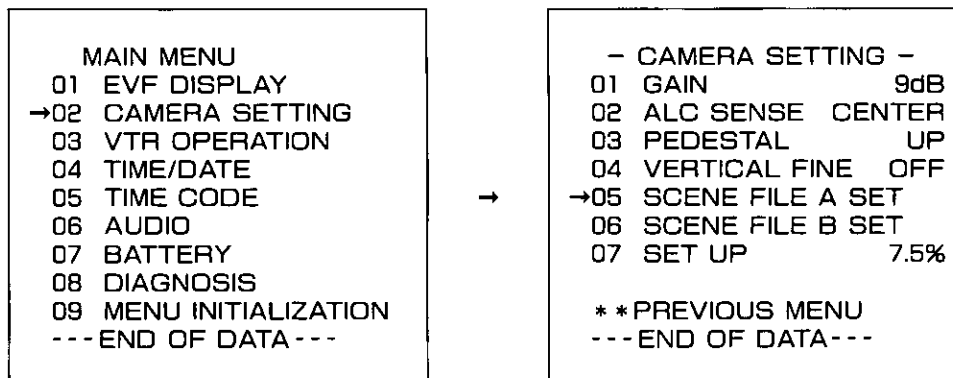 MAIN MENU
01 EVF DISPLAY
→02 CAMERA SETTING
03 VTR OPERATION
04 TIME/DATE
05 TIME CODE
06 AUDIO
07 BATTERY
08 DIAGNOSIS
09 MENU INITIALIZATION
---END OF DATA---
→
– CAMERA SETTING –
01 GAIN 9dB
02 ALC SENSE CENTER
03 PEDESTAL UP
04 VERTICAL FINE OFF
→05 SCENE FILE A SET
06 SCENE FILE B SET
07 SET UP 7.5%
**PREVIOUS MENU
---END OF DATA---